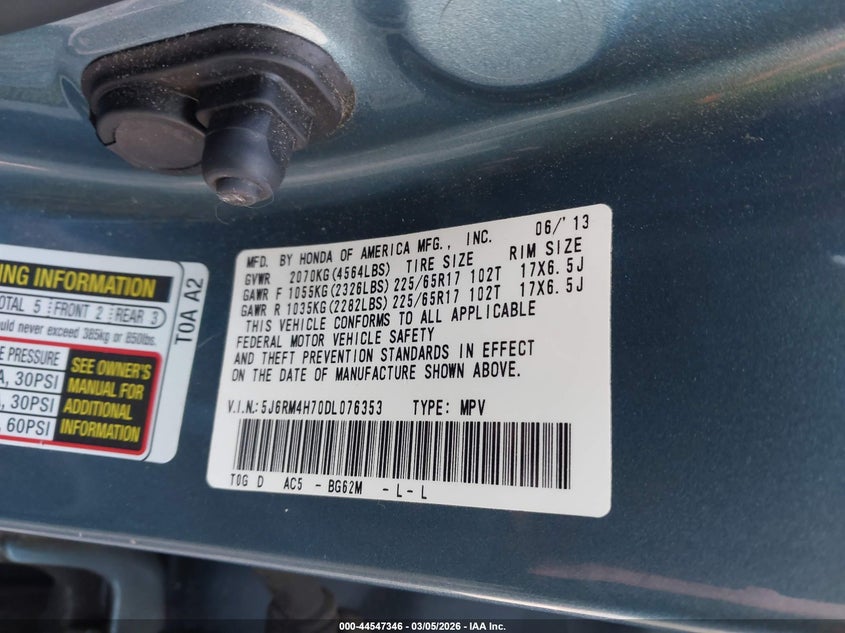 MFD. BY HONDA OF AMERICA MFG., INC. 06/'13
GVWR 2070KG(4564LBS) TIRE SIZE RIM SIZE
GAWR F 1055KG(2326LBS) 225/65R17 102T 17X6.5J
GAWR R 1035KG(2282LBS) 225/65R17 102T 17X6.5J
THIS VEHICLE CONFORMS TO ALL APPLICABLE
FEDERAL MOTOR VEHICLE SAFETY
AND THEFT PREVENTION STANDARDS IN EFFECT
ON THE DATE OF MANUFACTURE SHOWN ABOVE.
V.I.N.: 5J6RM4H70DL076353 TYPE: MPV
T0G D AC5 - BG62M - L - L
ING INFORMATION
OTAL 5 FRONT 2 REAR 3
ould never exceed 385kg or 850lbs.
E PRESSURE
A, 30PSI
A, 30PSI
, 60PSI
SEE OWNER'S
MANUAL FOR
ADDITIONAL
INFORMATION
T0A A2
000-44547346 - 03/05/2026 - IAA Inc.